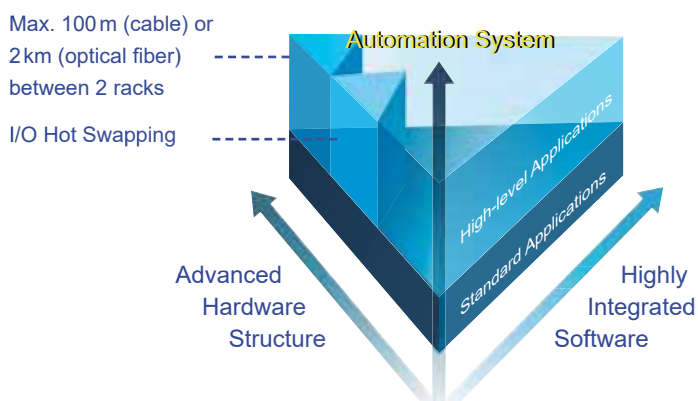 Max. 100 m (cable) or
2 km (optical fiber)
between 2 racks
I/O Hot Swapping
Automation System
High-level Applications
Standard Applications
Advanced
Hardware
Structure
Highly
Integrated
Software